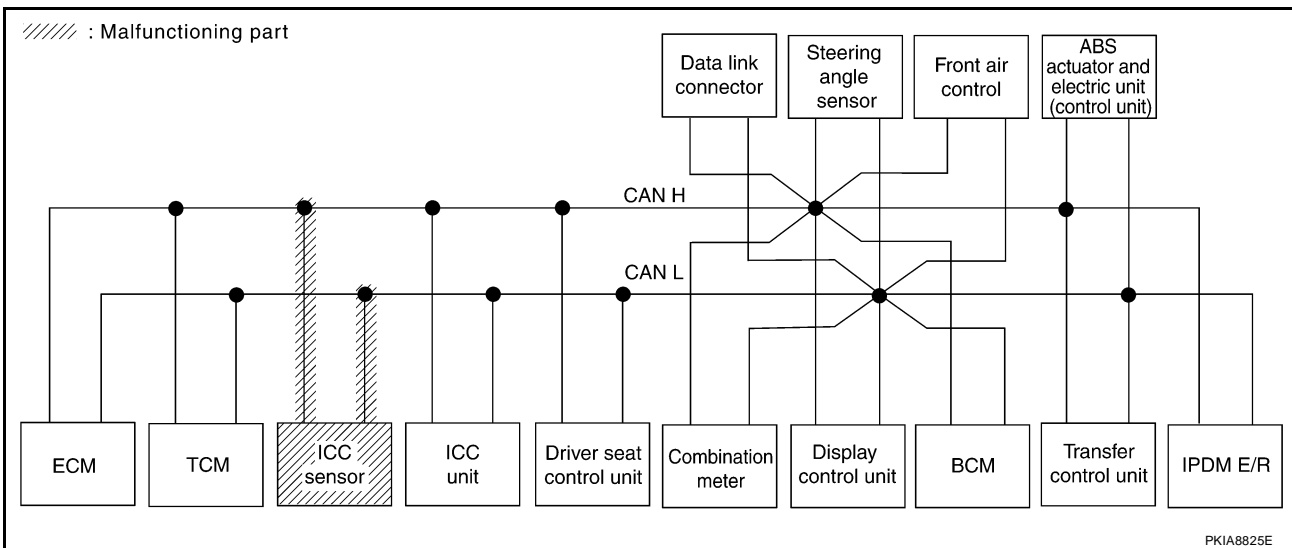 : Malfunctioning part
Data link
connector
Steering
angle
sensor
Front air
control
ABS
actuator and
electric unit
(control unit)
CAN H
CAN L
ECM
TCM
ICC
sensor
ICC
unit
Driver seat
control unit
Combination
meter
Display
control unit
BCM
Transfer
control unit
IPDM E/R
PKIA8825E